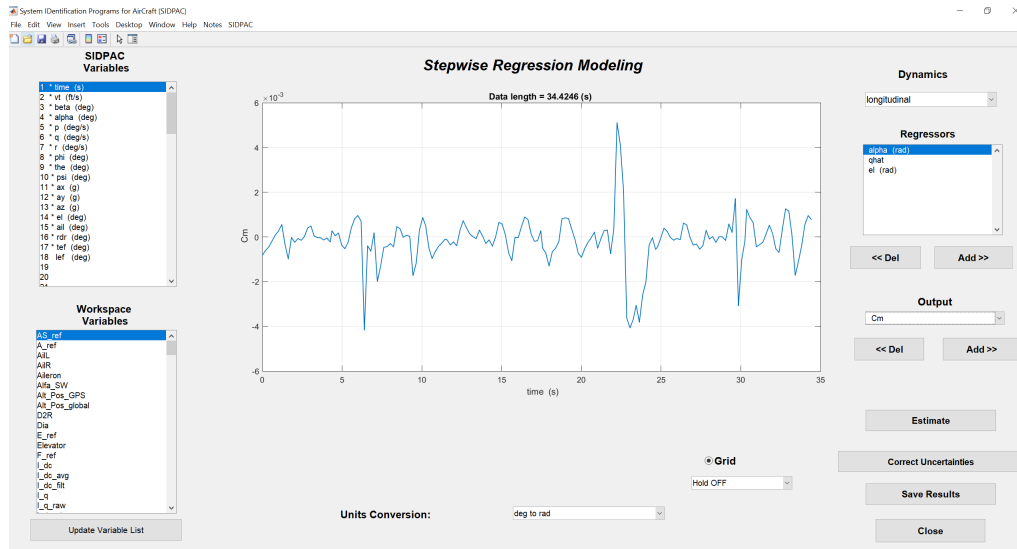 System IDentification Programs for AirCraft (SIDPAC)
File Edit View Insert Tools Desktop Window Help Notes SIDPAC
SIDPAC
Variables
1 * time (s)
2 * vt (ft/s)
3 * beta (deg)
4 * alpha (deg)
5 * p (deg/s)
6 * q (deg/s)
7 * r (deg/s)
8 * phi (deg)
9 * the (deg)
10 * psi (deg)
11 * ax (g)
12 * ay (g)
13 * az (g)
14 * el (deg)
15 * ail (deg)
16 * rdr (deg)
17 * tef (deg)
18 lef (deg)
19
20
Workspace
Variables
AS_ref
A_ref
AilL
AilR
Aileron
Alfa_SW
Alt_Pos_GPS
Alt_Pos_global
D2R
Dia
E_ref
Elevator
F_ref
I_dc
I_dc_avg
I_dc_filt
I_q
I_q_raw
Update Variable List
Stepwise Regression Modeling
Data length = 34.4246 (s)
×10-3
6
4
2
0
-2
-4
-6
Cm
0 5 10 15 20 25 30 35
time (s)
Grid
Hold OFF
Units Conversion:
deg to rad
Dynamics
longitudinal
Regressors
alpha (rad)
qhat
el (rad)
<< Del
Add >>
Output
Cm
<< Del
Add >>
Estimate
Correct Uncertainties
Save Results
Close